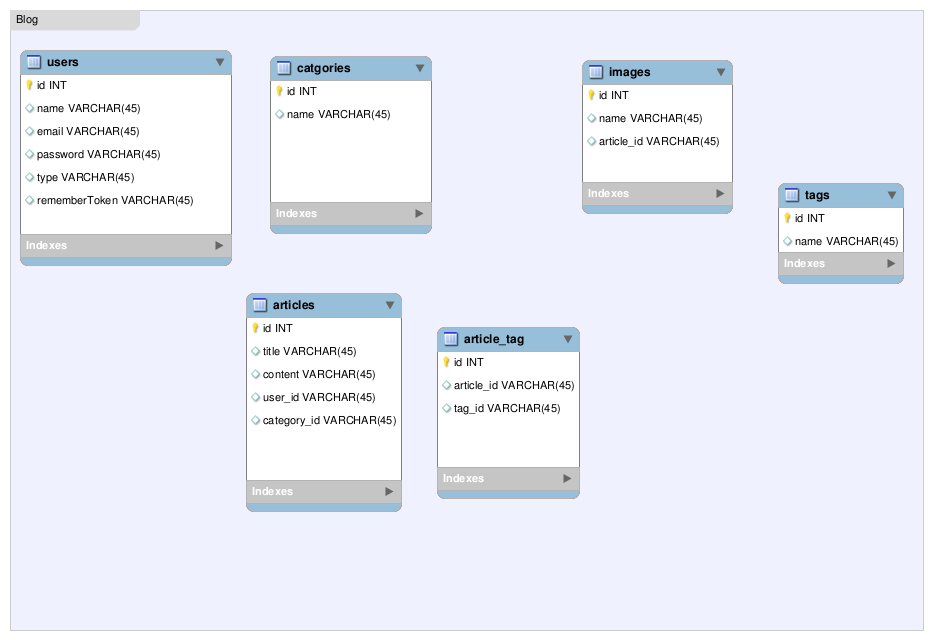 Blog
users
id INT
name VARCHAR(45)
email VARCHAR(45)
password VARCHAR(45)
type VARCHAR(45)
rememberToken VARCHAR(45)
Indexes
catgories
id INT
name VARCHAR(45)
Indexes
images
id INT
name VARCHAR(45)
article_id VARCHAR(45)
Indexes
tags
id INT
name VARCHAR(45)
Indexes
articles
id INT
title VARCHAR(45)
content VARCHAR(45)
user_id VARCHAR(45)
category_id VARCHAR(45)
Indexes
article_tag
id INT
article_id VARCHAR(45)
tag_id VARCHAR(45)
Indexes